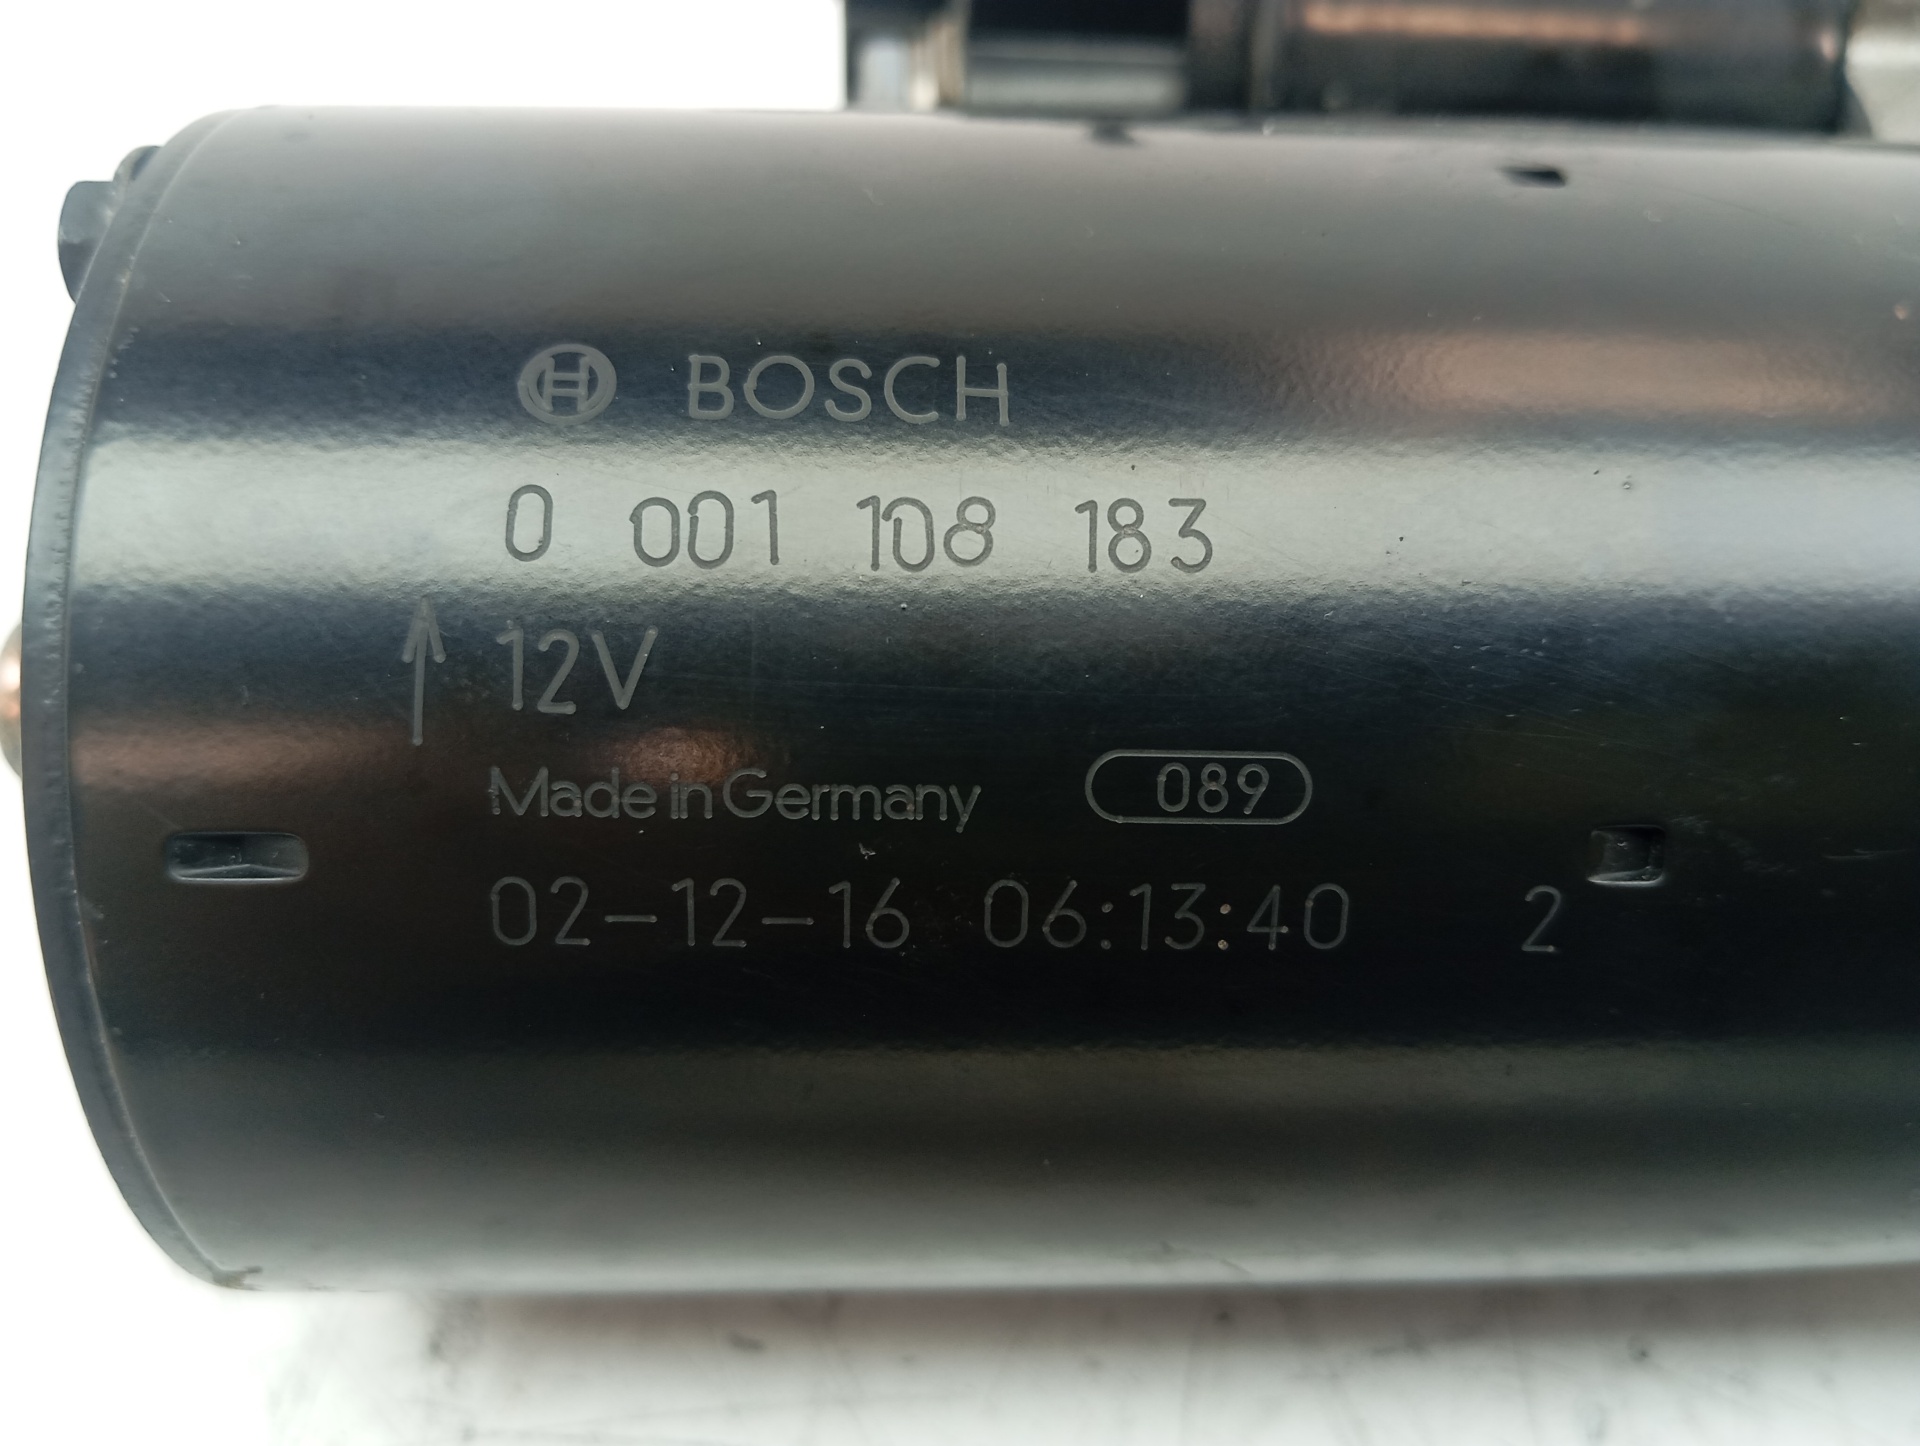 BOSCH
0 001 108 183
12V
Made in Germany 089
02-12-16 06:13:40 2